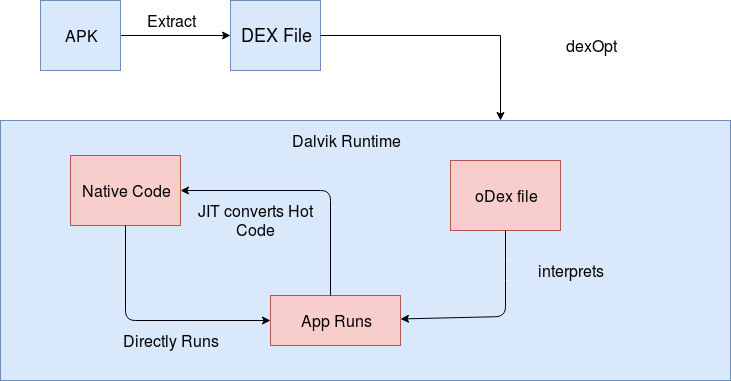 APK
Extract
DEX File
dexOpt
Dalvik Runtime
Native Code
JIT converts Hot
Code
oDex file
interprets
App Runs
Directly Runs